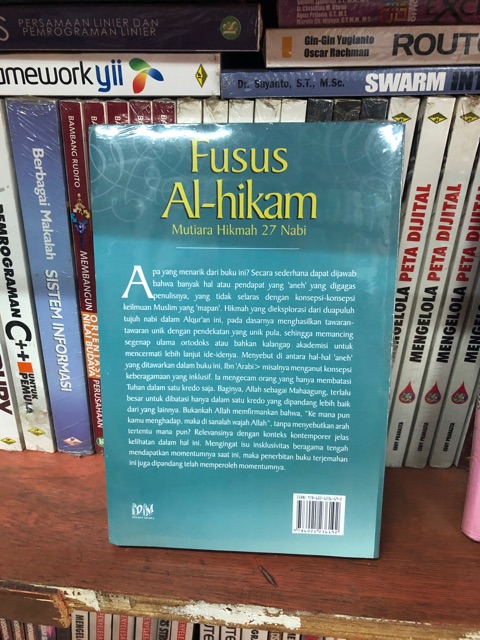 PERSAMAAN LINIER DAN
PEMROGRAMAN LINIER
Gin-Gin Yugianto
Oscar Rachman
ROUT
amework yii
Dr. Suyanto, S.T., M.Sc.
SWARM INT
PEMROGRAMAN
C++
UNTUK
PEMULA
Berbagai Makalah
SISTEM INFORMASI
BAMBANG RUDITO
MEMBANGUN
PERUSAHAAN
Fusus
Al-hikam
Mutiara Hikmah 27 Nabi
Apa yang menarik dari buku ini? Secara sederhana dapat dijawab
bahwa banyak hal atau pendapat yang 'aneh' yang digagas
penulisnya, yang tidak selaras dengan konsepsi-konsepsi
keilmuan Muslim yang 'mapan'. Hikmah yang dieksplorasi dari duapuluh
tujuh nabi dalam Alqur'an ini, pada dasarnya menghasilkan tawaran-
tawaran unik dengan pendekatan yang unik pula, sehingga memancing
segenap ulama ortodoks atau bahkan kalangan akademisi untuk
mencermati lebih lanjut ide-idenya. Menyebut di antara hal-hal 'aneh'
yang ditawarkan dalam buku ini, Ibn 'Arabi> misalnya menganut konsepsi
keberagamaan yang inklusif. Ia mengecam orang yang hanya membatasi
Tuhan dalam satu kredo saja. Baginya, Allah sebagai Mahaagung, terlalu
besar untuk dibatasi hanya dalam satu kredo yang dipandang lebih baik
dari yang lainnya. Bukankah Allah memfirmankan bahwa, "Ke mana pun
kamu menghadap, maka di sanalah wajah Allah", tanpa menyebutkan arah
tertentu mana pun? Relevansinya dengan konteks kontemporer jelas
kelihatan dalam hal ini. Mengingat isu insklusivitas beragama tengah
mendapatkan momentumnya saat ini, maka penerbitan buku terjemahan
ini juga dipandang telah memperoleh momentumnya.
MENGELOLA PETA DIJITAL
MENGELOLA PETA DIJITAL
MENGELOLA PETA DIJITAL